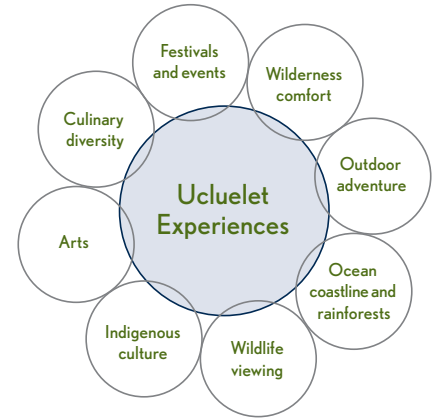 Festivals
and events
Wilderness
comfort
Outdoor
adventure
Ocean
coastline and
rainforests
Wildlife
viewing
Indigenous
culture
Arts
Culinary
diversity
Ucluelet
Experiences